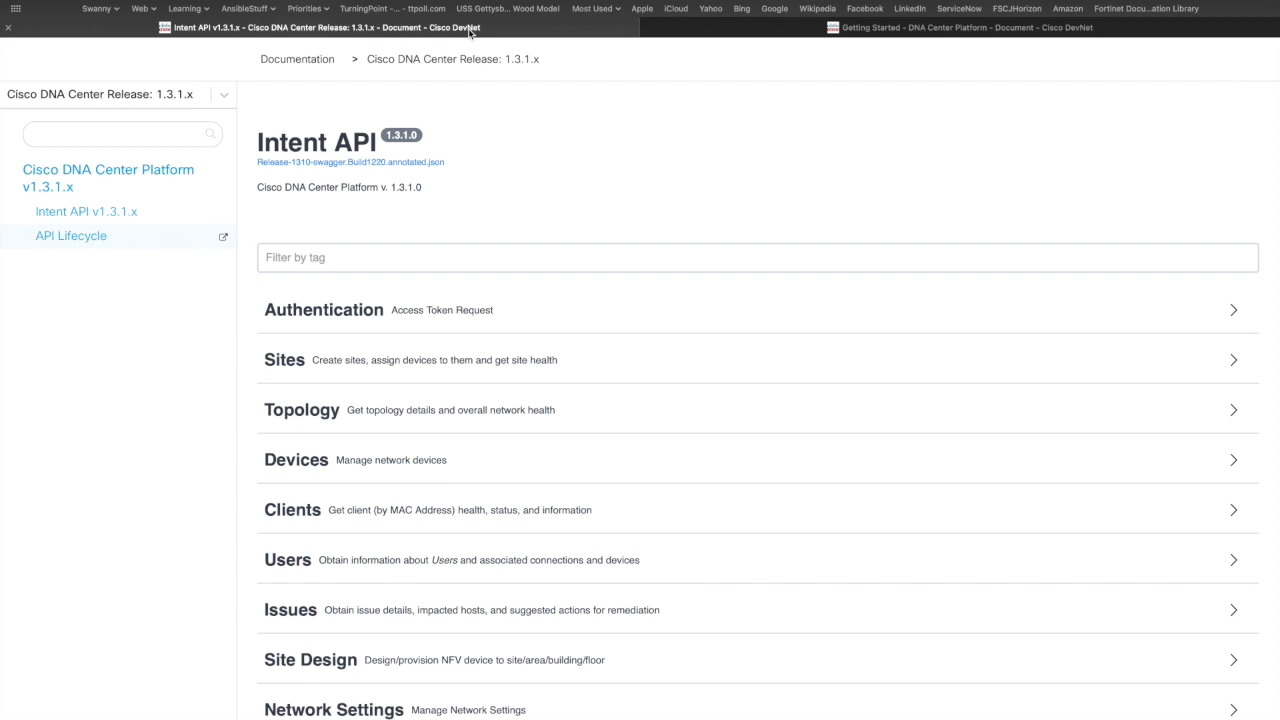 Swanny Web Learning AnsibleStuff Priorities TurningPoint -... - ttpoll.com USS Gettysb... Wood Model Most Used Apple iCloud Yahoo Bing Google Wikipedia Facebook LinkedIn ServiceNow FSCJHorizon Amazon Fortinet Docu...ation Library
Intent API v1.3.1.x - Cisco DNA Center Release: 1.3.1.x - Document - Cisco DevNet
Getting Started - DNA Center Platform - Document - Cisco DevNet
Documentation > Cisco DNA Center Release: 1.3.1.x
Cisco DNA Center Release: 1.3.1.x
Cisco DNA Center Platform
v1.3.1.x
Intent API v1.3.1.x
API Lifecycle
Intent API 1.3.1.0
Release-1310-swagger.Build1220.annotated.json
Cisco DNA Center Platform v. 1.3.1.0
Filter by tag
Authentication Access Token Request
Sites Create sites, assign devices to them and get site health
Topology Get topology details and overall network health
Devices Manage network devices
Clients Get client (by MAC Address) health, status, and information
Users Obtain information about Users and associated connections and devices
Issues Obtain issue details, impacted hosts, and suggested actions for remediation
Site Design Design/provision NFV device to site/area/building/floor
Network Settings Manage Network Settings